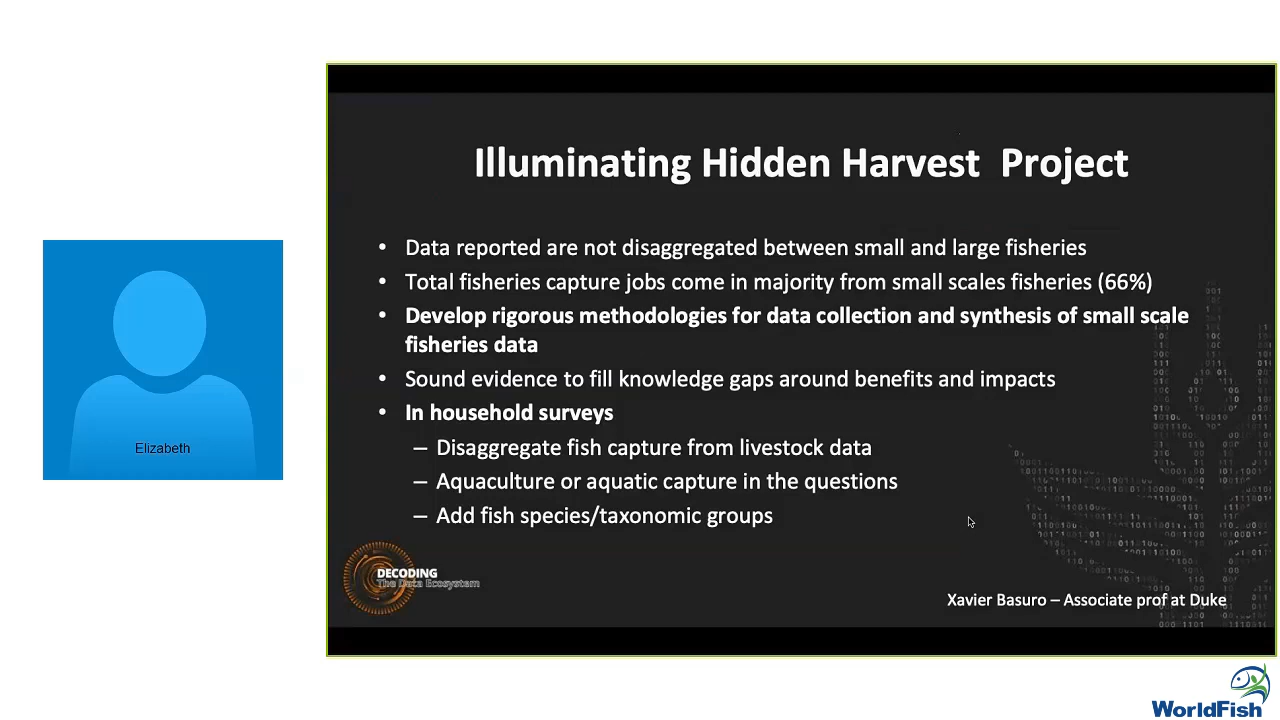 Illuminating Hidden Harvest  Project
• Data reported are not disaggregated between small and large fisheries
• Total fisheries capture jobs come in majority from small scales fisheries (66%)
• Develop rigorous methodologies for data collection and synthesis of small scale
fisheries data
• Sound evidence to fill knowledge gaps around benefits and impacts
• In household surveys
– Disaggregate fish capture from livestock data
– Aquaculture or aquatic capture in the questions
– Add fish species/taxonomic groups
Elizabeth
DECODING
The Data Ecosystem
Xavier Basuro – Associate prof at Duke
WorldFish